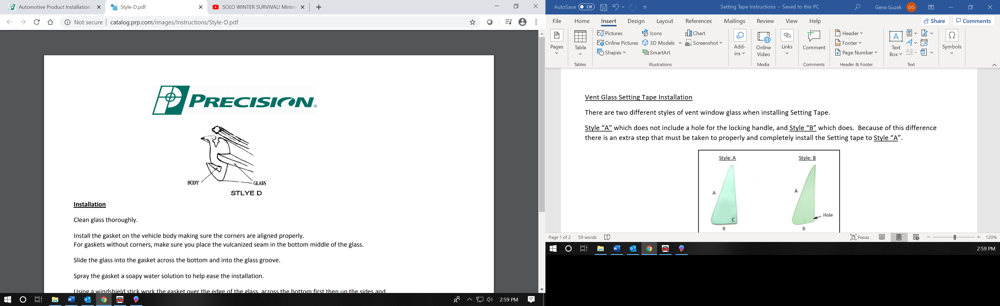 Automotive Product Installation T
Style-D.pdf
SOLO WINTER SURVIVAL! Minim
Not secure
catalog.prp.com/images/Instructions/Style-D.pdf
PRECISION®
BODY
GLASS
STLYE D
Installation
Clean glass thoroughly.
Install the gasket on the vehicle body making sure the corners are aligned properly.
For gaskets without corners, make sure you place the vulcanized seam in the bottom middle of the glass.
Slide the glass into the gasket across the bottom and into the glass groove.
Spray the gasket a soapy water solution to help ease the installation.
Using a windshield stick work the gasket over the edge of the glass, across the bottom first then up the sides and
2:59 PM
AutoSave Off
Setting Tape Instructions - Saved to this PC
Gene Guzek GG
File Home Insert Design Layout References Mailings Review View Help
Share Comments
Pages
Table
Tables
Pictures
Online Pictures
Shapes
Icons
3D Models
SmartArt
Chart
Screenshot
Illustrations
Add-
ins
Online
Video
Media
Links
Comment
Comments
Header
Footer
Page Number
Header & Footer
Text
Box
Text
Symbols
Vent Glass Setting Tape Installation
There are two different styles of vent window glass when installing Setting Tape.
Style “A” which does not include a hole for the locking handle, and Style “B” which does. Because of this difference
there is an extra step that must be taken to properly and completely install the Setting tape to Style “A”.
Style: A
Style: B
A
A
Hole
C
B
B
Page 1 of 2 59 words
Focus
120%
2:59 PM